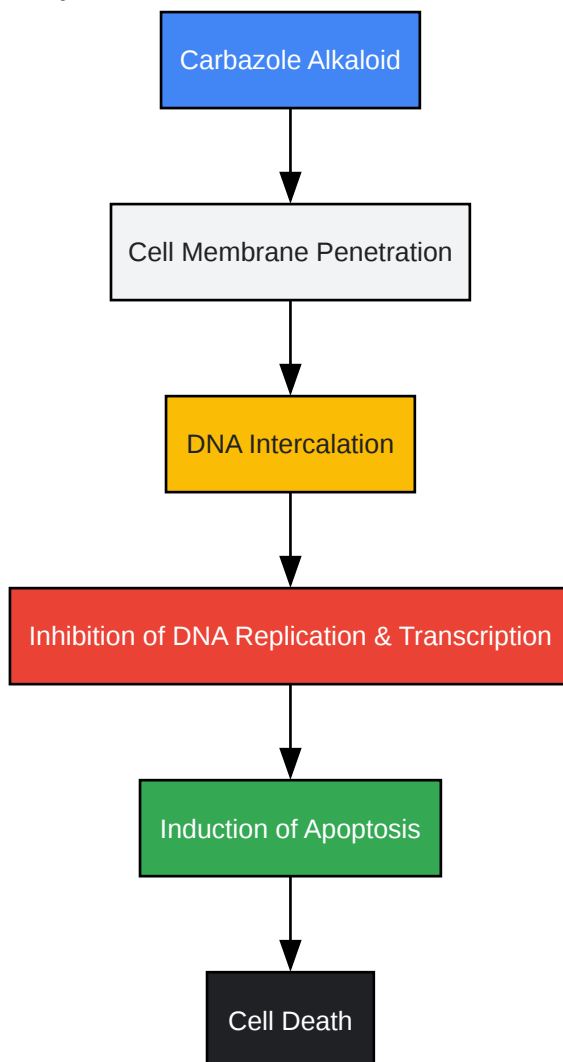 Carbazole Alkaloid
Cell Membrane Penetration
DNA Intercalation
Inhibition of DNA Replication & Transcription
Induction of Apoptosis
Cell Death